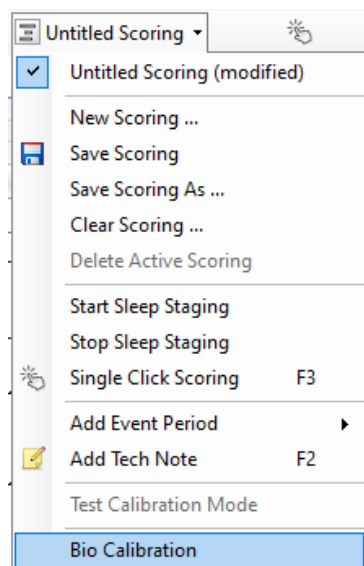 Untitled Scoring
Untitled Scoring (modified)
New Scoring ...
Save Scoring
Save Scoring As ...
Clear Scoring ...
Delete Active Scoring
Start Sleep Staging
Stop Sleep Staging
Single Click Scoring F3
Add Event Period
Add Tech Note F2
Test Calibration Mode
Bio Calibration